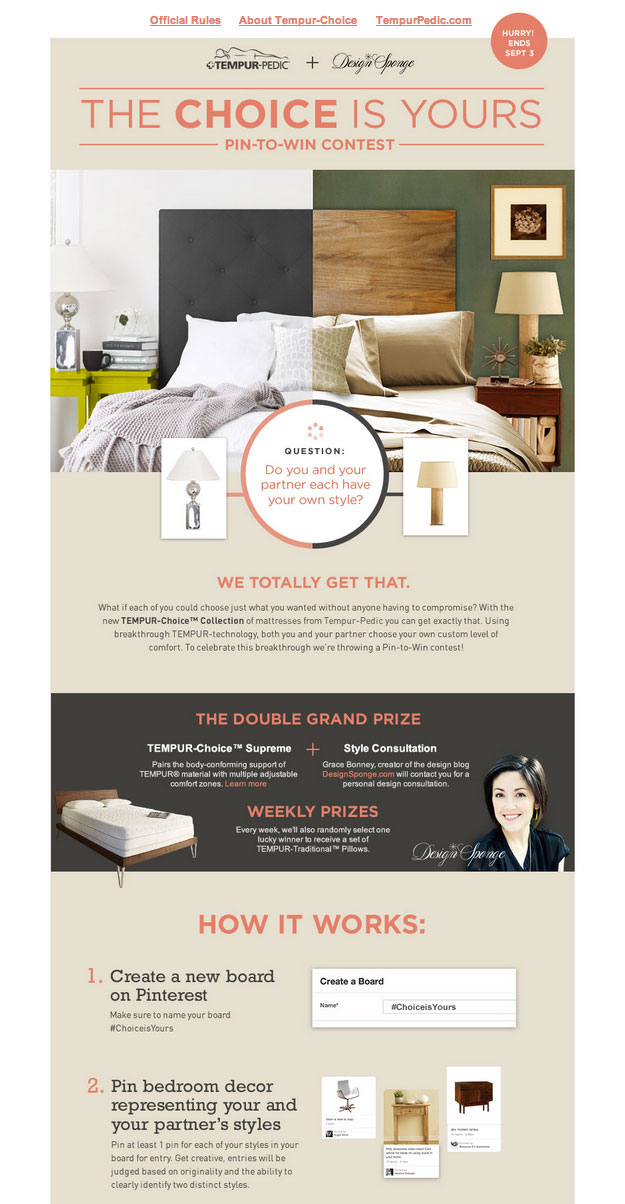 Official Rules About Tempur-Choice TempurPedic.com
HURRY!
ENDS
SEPT 3
TEMPUR-PEDIC + Design*Sponge
THE CHOICE IS YOURS
PIN-TO-WIN CONTEST
QUESTION:
Do you and your
partner each have
your own style?
WE TOTALLY GET THAT.
What if each of you could choose just what you wanted without anyone having to compromise? With the
new TEMPUR-Choice™ Collection of mattresses from Tempur-Pedic you can get exactly that. Using
breakthrough TEMPUR-technology, both you and your partner choose your own custom level of
comfort. To celebrate this breakthrough we're throwing a Pin-to-Win contest!
THE DOUBLE GRAND PRIZE
TEMPUR-Choice™ Supreme + Style Consultation
Pairs the body-conforming support of
TEMPUR® material with multiple adjustable
comfort zones. Learn more
Grace Bonney, creator of the design blog
DesignSponge.com will contact you for a
personal design consultation.
WEEKLY PRIZES
Every week, we'll also randomly select one
lucky winner to receive a set of
TEMPUR-Traditional™ Pillows.
Design*Sponge
HOW IT WORKS:
1. Create a new board
on Pinterest
Make sure to name your board
#ChoiceisYours
Create a Board
Name* #ChoiceisYours
2. Pin bedroom decor
representing your and
your partner's styles
Pin at least 1 pin for each of your styles in your
board for entry. Get creative, entries will be
judged based on originality and the ability to
clearly identify two distinct styles.